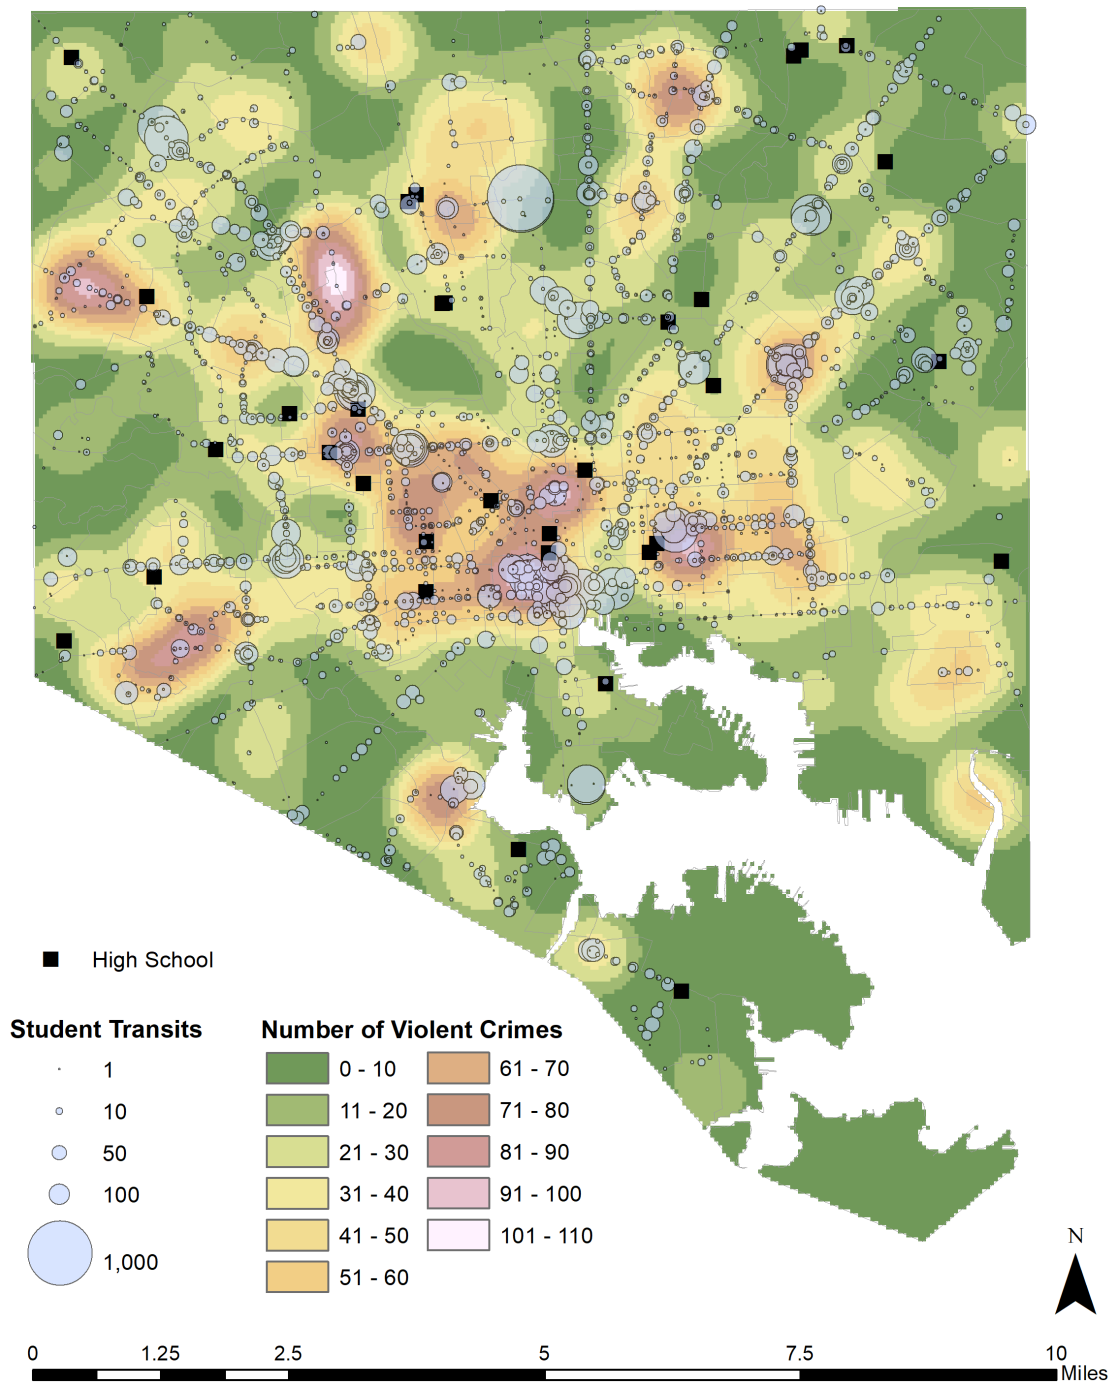 High School
Student Transits
1
10
50
100
1,000
Number of Violent Crimes
0 - 10
11 - 20
21 - 30
31 - 40
41 - 50
51 - 60
61 - 70
71 - 80
81 - 90
91 - 100
101 - 110
N
0 1.25 2.5 5 7.5 10
Miles